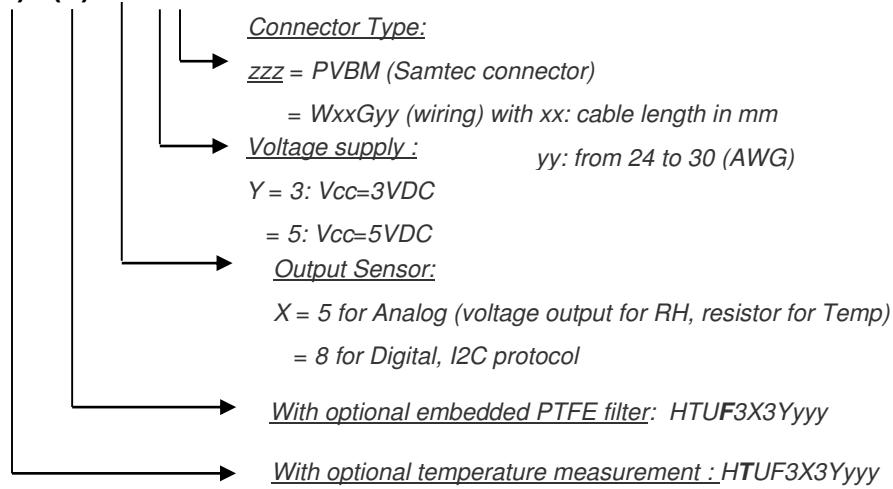 Connector Type:
zzz = PVBM (Samtec connector)
= WxxGyy (wiring) with xx: cable length in mm
Voltage supply :
yy: from 24 to 30 (AWG)
Y = 3: Vcc=3VDC
= 5: Vcc=5VDC
Output Sensor:
X = 5 for Analog (voltage output for RH, resistor for Temp)
= 8 for Digital, I2C protocol
With optional embedded PTFE filter: HTUF3X3Yyyy
With optional temperature measurement : HTUF3X3Yyyy